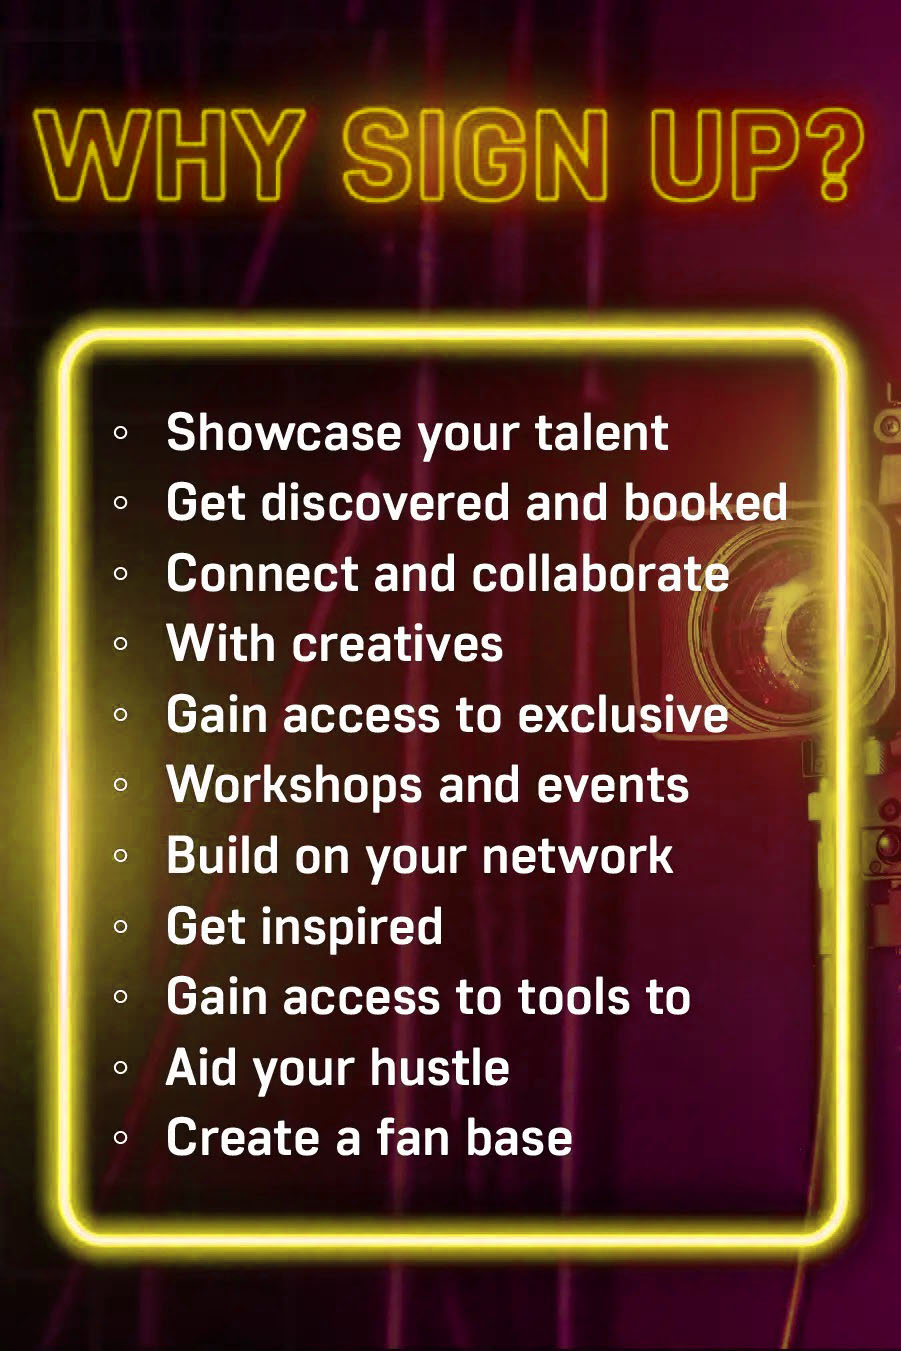 WHY SIGN UP?
◦ Showcase your talent
◦ Get discovered and booked
◦ Connect and collaborate
◦ With creatives
◦ Gain access to exclusive
◦ Workshops and events
◦ Build on your network
◦ Get inspired
◦ Gain access to tools to
◦ Aid your hustle
◦ Create a fan base